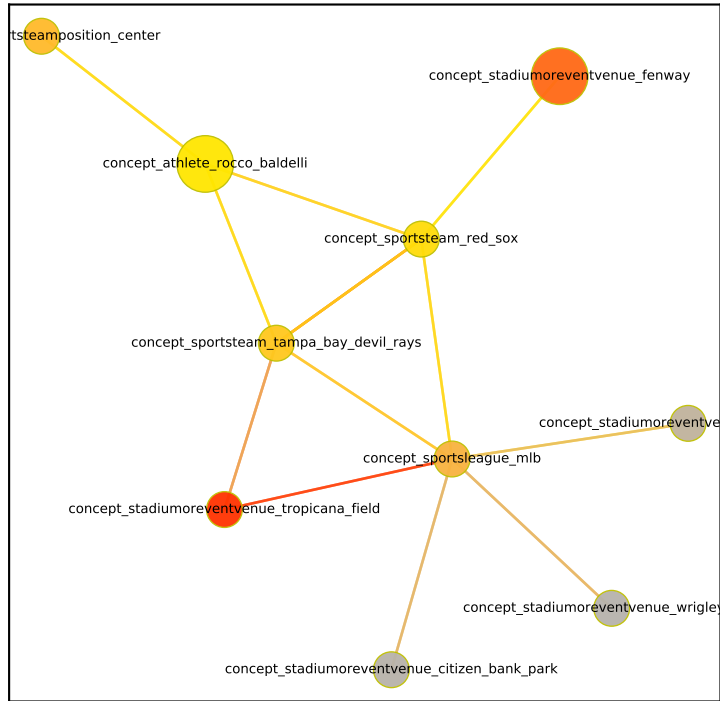 rtsteamposition_center
concept_stadiumoreventvenue_fenway
concept_athlete_rocco_baldelli
concept_sportsteam_red_sox
concept_sportsteam_tampa_bay_devil_rays
concept_stadiumoreventve
concept_sportsleague_mlb
concept_stadiumoreventvenue_tropicana_field
concept_stadiumoreventvenue_wrigley
concept_stadiumoreventvenue_citizen_bank_park